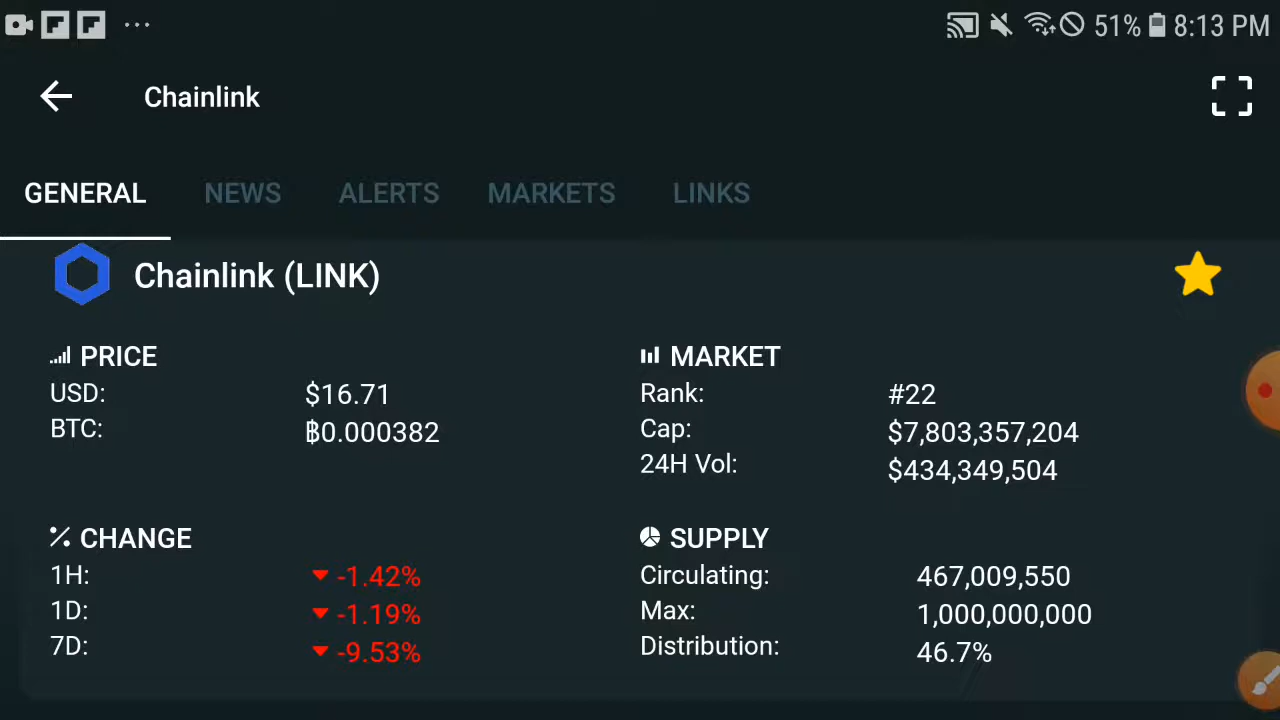 51% 8:13 PM
Chainlink
GENERAL NEWS ALERTS MARKETS LINKS
Chainlink (LINK)
PRICE
USD: $16.71
BTC: ฿0.000382
MARKET
Rank: #22
Cap: $7,803,357,204
24H Vol: $434,349,504
CHANGE
1H: -1.42%
1D: -1.19%
7D: -9.53%
SUPPLY
Circulating: 467,009,550
Max: 1,000,000,000
Distribution: 46.7%